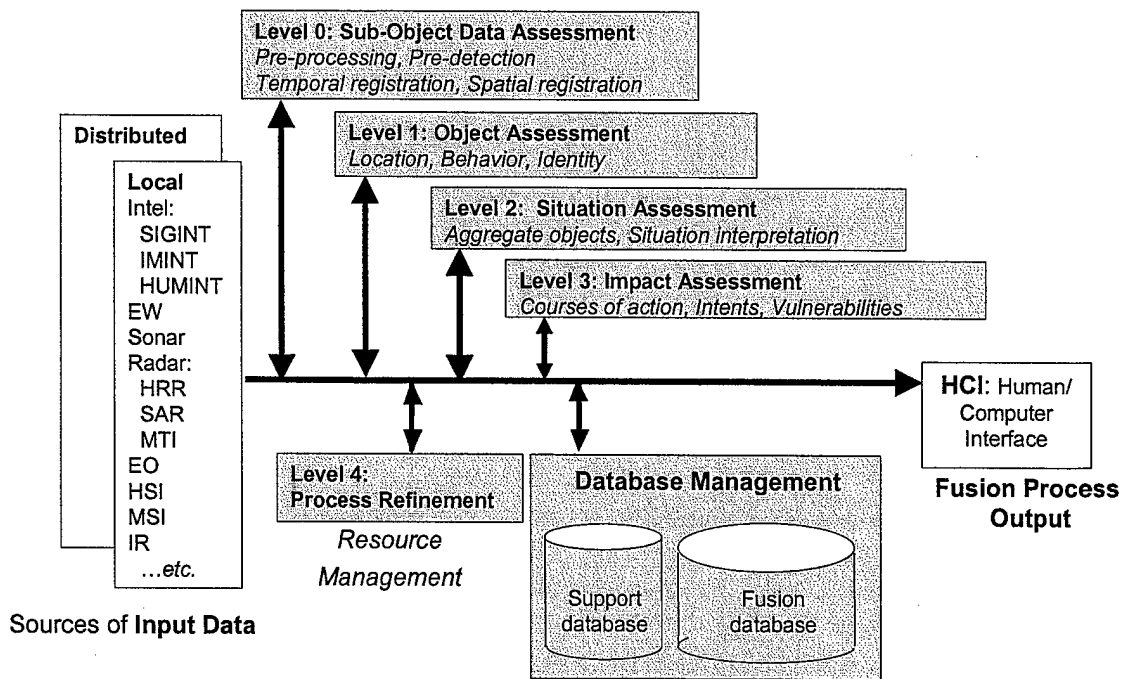 Level 0: Sub-Object Data Assessment
Pre-processing, Pre-detection
Temporal registration, Spatial registration
Level 1: Object Assessment
Location, Behavior, Identity
Level 2: Situation Assessment
Aggregate objects, Situation interpretation
Level 3: Impact Assessment
Courses of action, Intents, Vulnerabilities
Distributed
Local
Intel:
SIGINT
IMINT
HUMINT
EW
Sonar
Radar:
HRR
SAR
MTI
EO
HSI
MSI
IR
...etc.
Sources of Input Data
Level 4:
Process Refinement
Resource
Management
Database Management
Support
database
Fusion
database
HCI: Human/
Computer
Interface
Fusion Process
Output